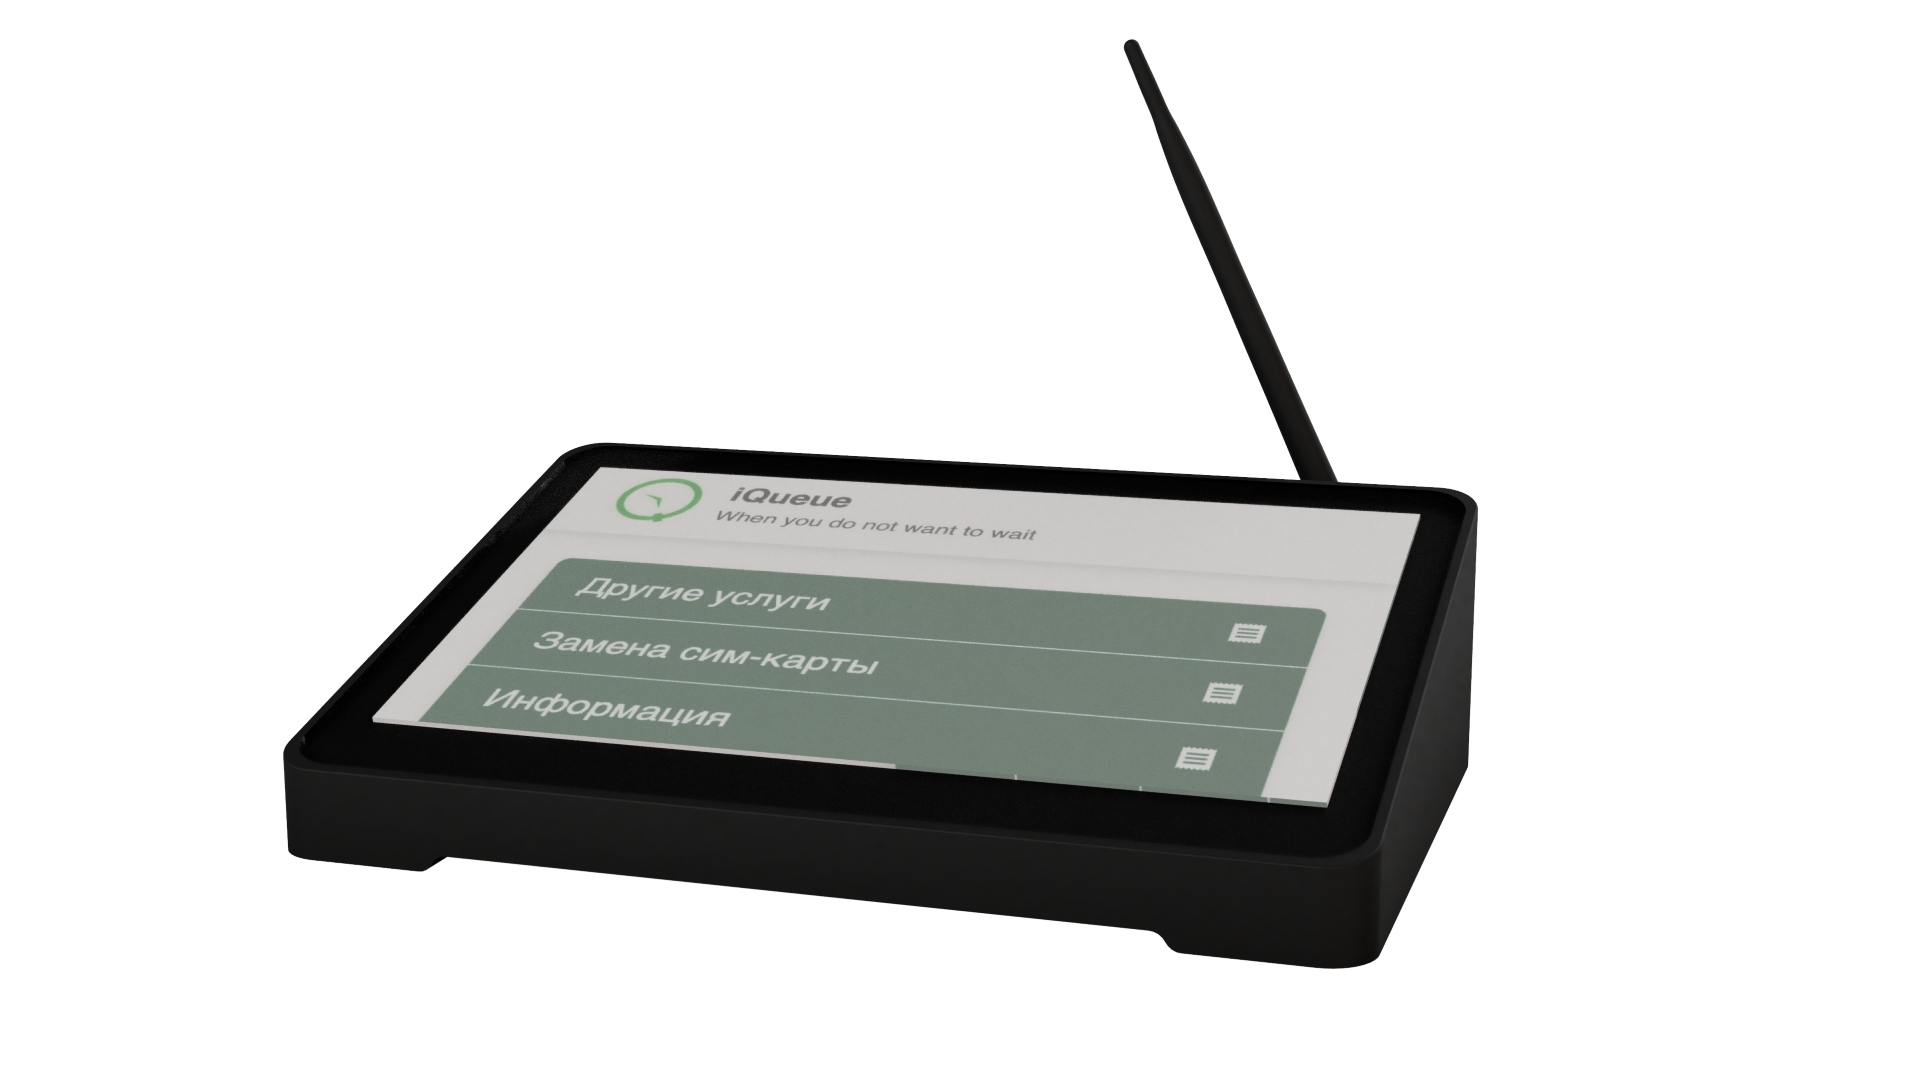 iQueue
When you do not want to wait
Другие услуги
Замена сим-карты
Информация